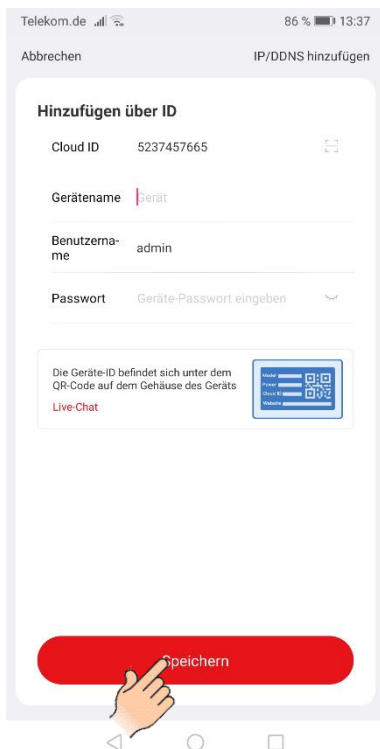 Telekom.de 86 % 13:37
Abbrechen IP/DDNS hinzufügen
Hinzufügen über ID
Cloud ID 5237457665
Gerätename Gerät
Benutzerna-
me admin
Passwort Geräte-Passwort eingeben
Die Geräte-ID befindet sich unter dem
QR-Code auf dem Gehäuse des Geräts
Live-Chat
Model
Power
Cloud ID
Website
Speichern